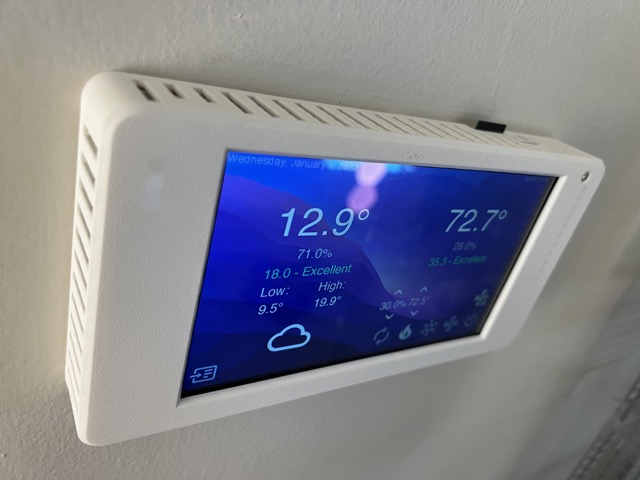 Wednesday, January
12.9° 72.7°
71.0% 28.0%
18.0 - Excellent 35.3 - Excellent
Low: High:
9.5° 19.9° 30.0% 72.5°